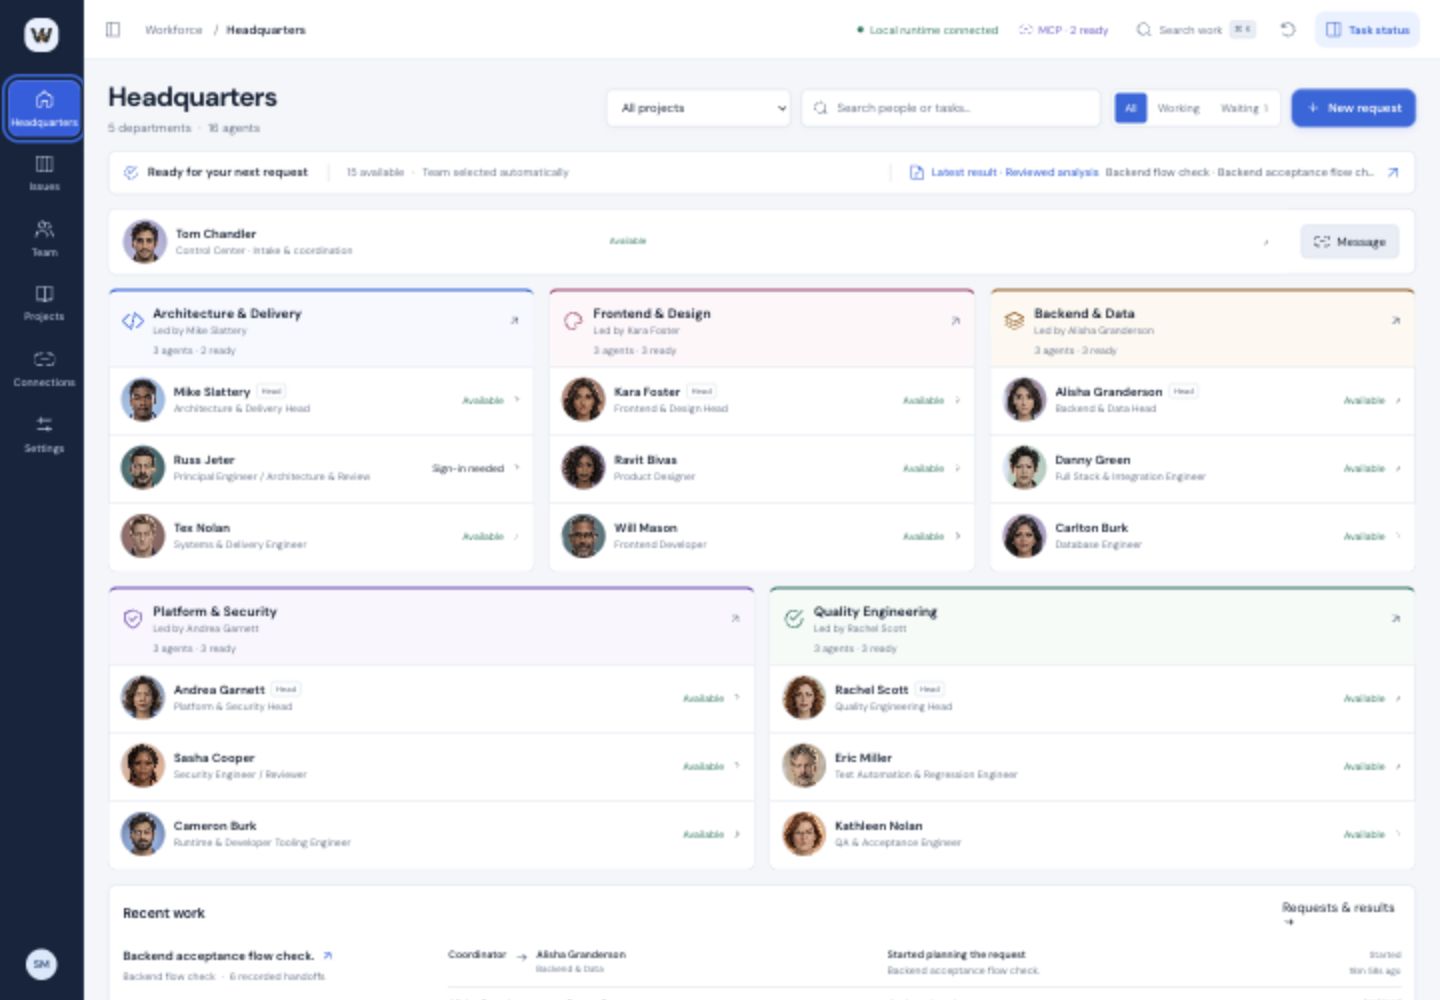 W
Workforce / Headquarters
Local runtime connected
MCP · 2 ready
Search work ⌘ K
Task status
Headquarters
Issues
Team
Projects
Connections
Settings
SM
Headquarters
5 departments · 16 agents
All projects
Search people or tasks...
All
Working
Waiting 1
New request
Ready for your next request
15 available · Team selected automatically
Latest result · Reviewed analysis Backend flow check · Backend acceptance flow ch...
Tom Chandler
Control Center · Intake & coordination
Available
Message
Architecture & Delivery
Led by Mike Slattery
3 agents · 2 ready
Mike Slattery Head
Architecture & Delivery Head
Available
Russ Jeter
Principal Engineer / Architecture & Review
Sign-in needed
Tex Nolan
Systems & Delivery Engineer
Available
Frontend & Design
Led by Kara Foster
3 agents · 3 ready
Kara Foster Head
Frontend & Design Head
Available
Ravit Bivas
Product Designer
Available
Will Mason
Frontend Developer
Available
Backend & Data
Led by Alisha Granderson
3 agents · 3 ready
Alisha Granderson Head
Backend & Data Head
Available
Danny Green
Full Stack & Integration Engineer
Available
Carlton Burk
Database Engineer
Available
Platform & Security
Led by Andrea Garnett
3 agents · 3 ready
Andrea Garnett Head
Platform & Security Head
Available
Sasha Cooper
Security Engineer / Reviewer
Available
Cameron Burk
Runtime & Developer Tooling Engineer
Available
Quality Engineering
Led by Rachel Scott
3 agents · 3 ready
Rachel Scott Head
Quality Engineering Head
Available
Eric Miller
Test Automation & Regression Engineer
Available
Kathleen Nolan
QA & Acceptance Engineer
Available
Recent work
Requests & results →
Backend acceptance flow check.
Backend flow check · 6 recorded handoffs
Coordinator → Alisha Granderson
Backend & Data
Started planning the request
Backend acceptance flow check.
Started
ago